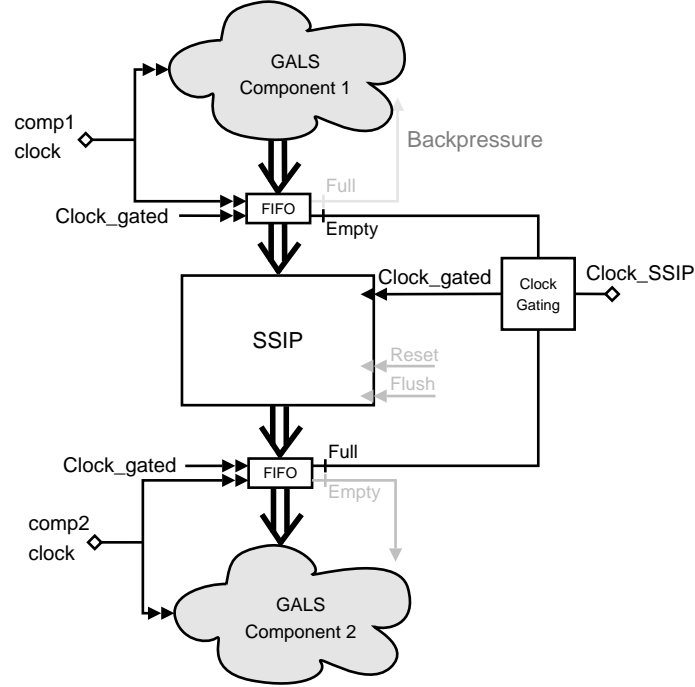 GALS
Component 1
comp1
clock
Backpressure
Full
FIFO
Clock_gated
Empty
Clock_gated
Clock_SSIP
Clock
Gating
SSIP
Reset
Flush
Full
Clock_gated
FIFO
Empty
comp2
clock
GALS
Component 2